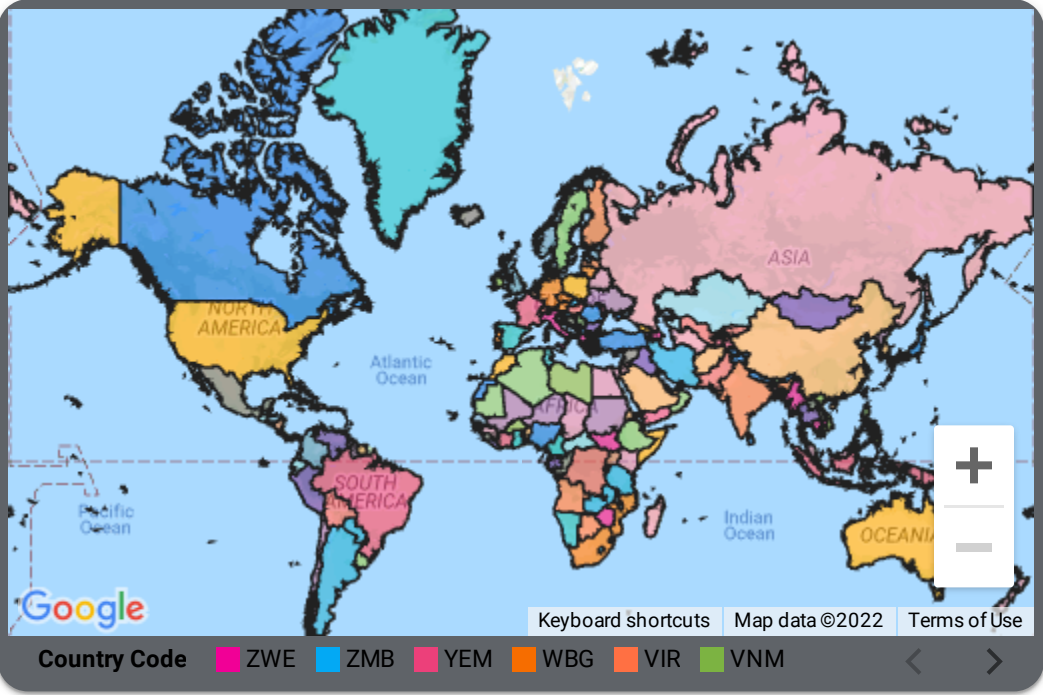 ASIA
NORTH
AMERICA
Atlantic
Ocean
AFRICA
SOUTH
AMERICA
Pacific
Ocean
Indian
Ocean
OCEANIA
Google
Keyboard shortcuts
Map data ©2022
Terms of Use
Country Code
ZWE
ZMB
YEM
WBG
VIR
VNM